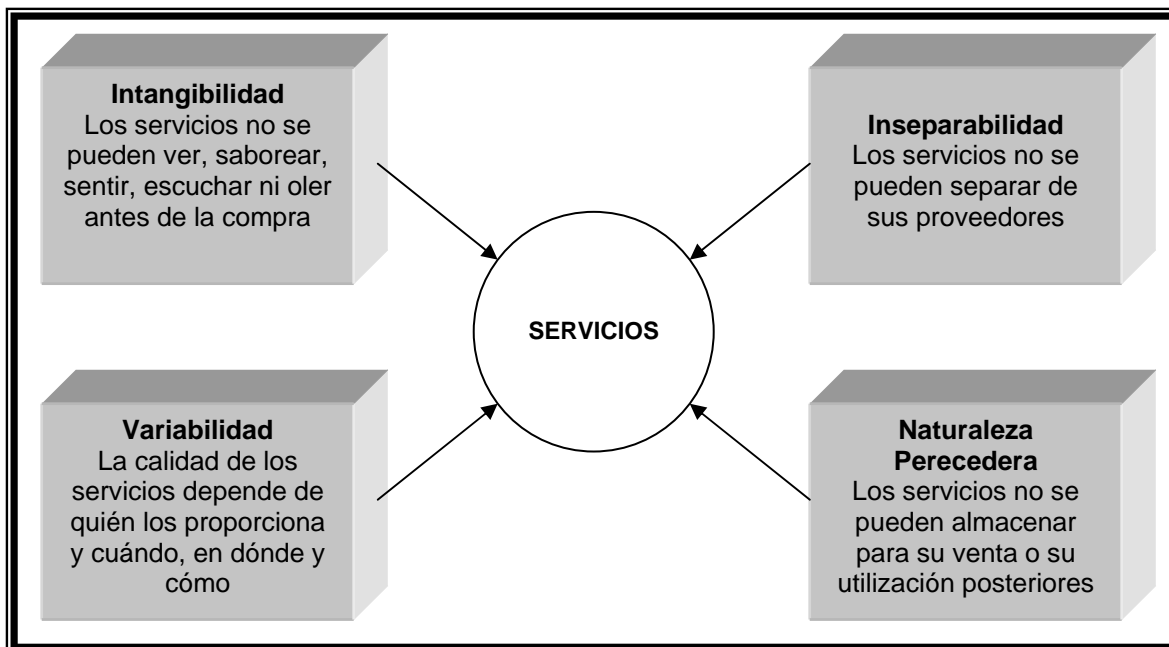 Intangibilidad
Los servicios no se
pueden ver, saborear,
sentir, escuchar ni oler
antes de la compra
Inseparabilidad
Los servicios no se
pueden separar de
sus proveedores
SERVICIOS
Variabilidad
La calidad de los
servicios depende de
quién los proporciona
y cuándo, en dónde y
cómo
Naturaleza
Perecedera
Los servicios no se
pueden almacenar
para su venta o su
utilización posteriores